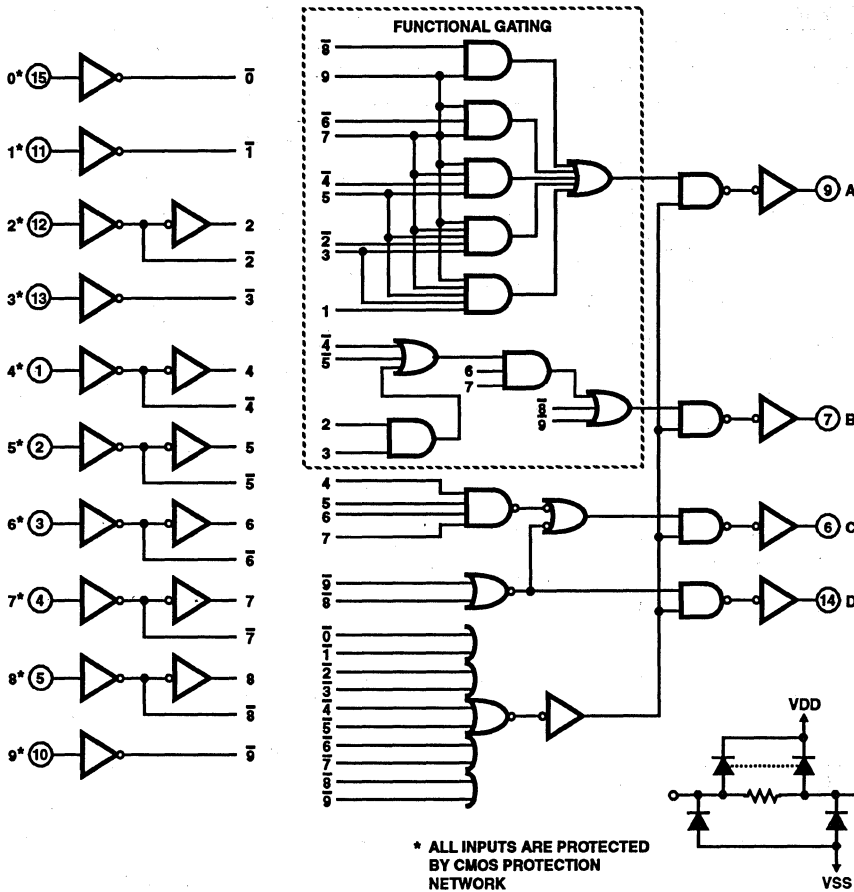 FUNCTIONAL GATING
0* 15 0̅
1* 11 1̅
2* 12 2
2̅
3* 13 3̅
4* 1 4
4̅
5* 2 5
5̅
6* 3 6
6̅
7* 4 7
7̅
8* 5 8
8̅
9* 10 9̅
8̅
9
6̅
7
4̅
5
2̅
3
1
4̅
5̅
6
7
8̅
9̅
2
3
4
5
6
7
9̅
8̅
0̅
1̅
2̅
3̅
4̅
5̅
6̅
7̅
8̅
9̅
9 A
7 B
6 C
14 D
VDD
VSS
* ALL INPUTS ARE PROTECTED
BY CMOS PROTECTION
NETWORK